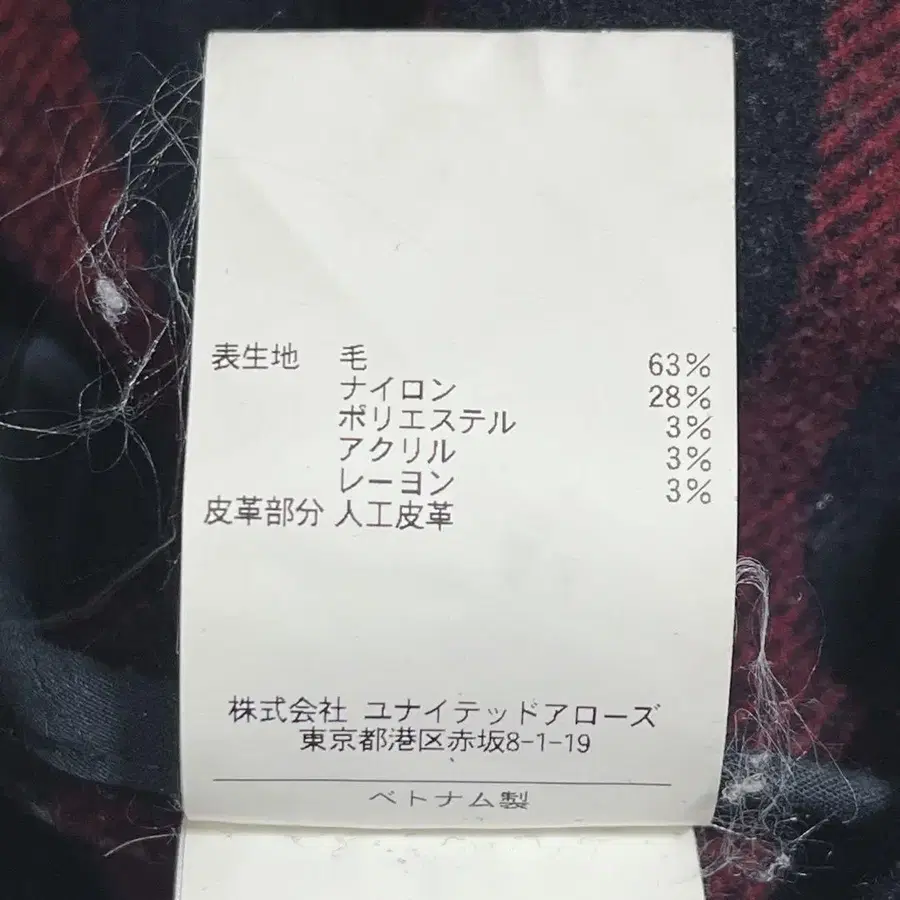 表生地 毛 63%
ナイロン 28%
ポリエステル 3%
アクリル 3%
レーヨン 3%
皮革部分 人工皮革
株式会社 ユナイテッドアローズ
東京都港区赤坂8-1-19
ベトナム製